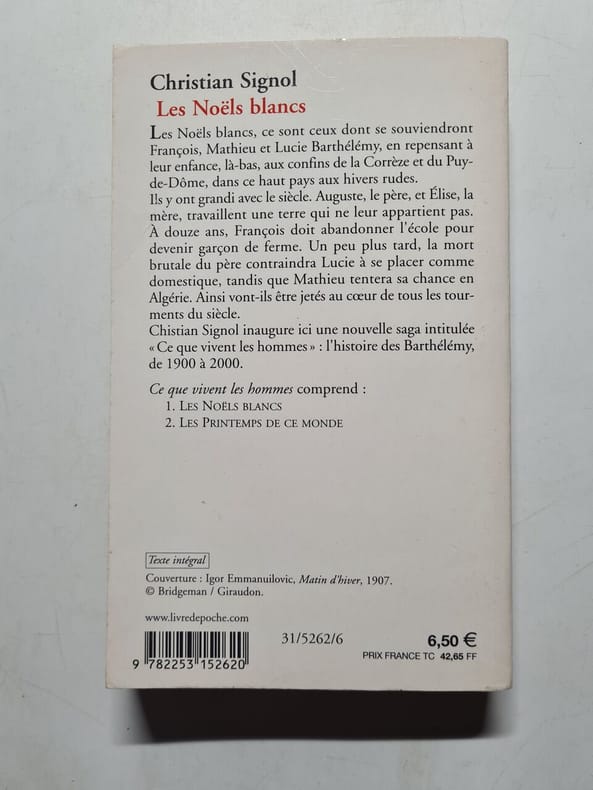 Christian Signol
Les Noëls blancs
Les Noëls blancs, ce sont ceux dont se souviendront
François, Mathieu et Lucie Barthélémy, en repensant à
leur enfance, là-bas, aux confins de la Corrèze et du Puy-
de-Dôme, dans ce haut pays aux hivers rudes.
Ils y ont grandi avec le siècle. Auguste, le père, et Élise, la
mère, travaillent une terre qui ne leur appartient pas.
À douze ans, François doit abandonner l'école pour
devenir garçon de ferme. Un peu plus tard, la mort
brutale du père contraindra Lucie à se placer comme
domestique, tandis que Mathieu tentera sa chance en
Algérie. Ainsi vont-ils être jetés au cœur de tous les tour-
ments du siècle.
Chistian Signol inaugure ici une nouvelle saga intitulée
« Ce que vivent les hommes » : l'histoire des Barthélémy,
de 1900 à 2000.
Ce que vivent les hommes comprend :
1. LES NOËLS BLANCS
2. LES PRINTEMPS DE CE MONDE
Texte intégral
Couverture : Igor Emmanuilovic, Matin d'hiver, 1907.
© Bridgeman / Giraudon.
www.livredepoche.com
9 782253 152620
31/5262/6
6,50 €
PRIX FRANCE TC 42,65 FF